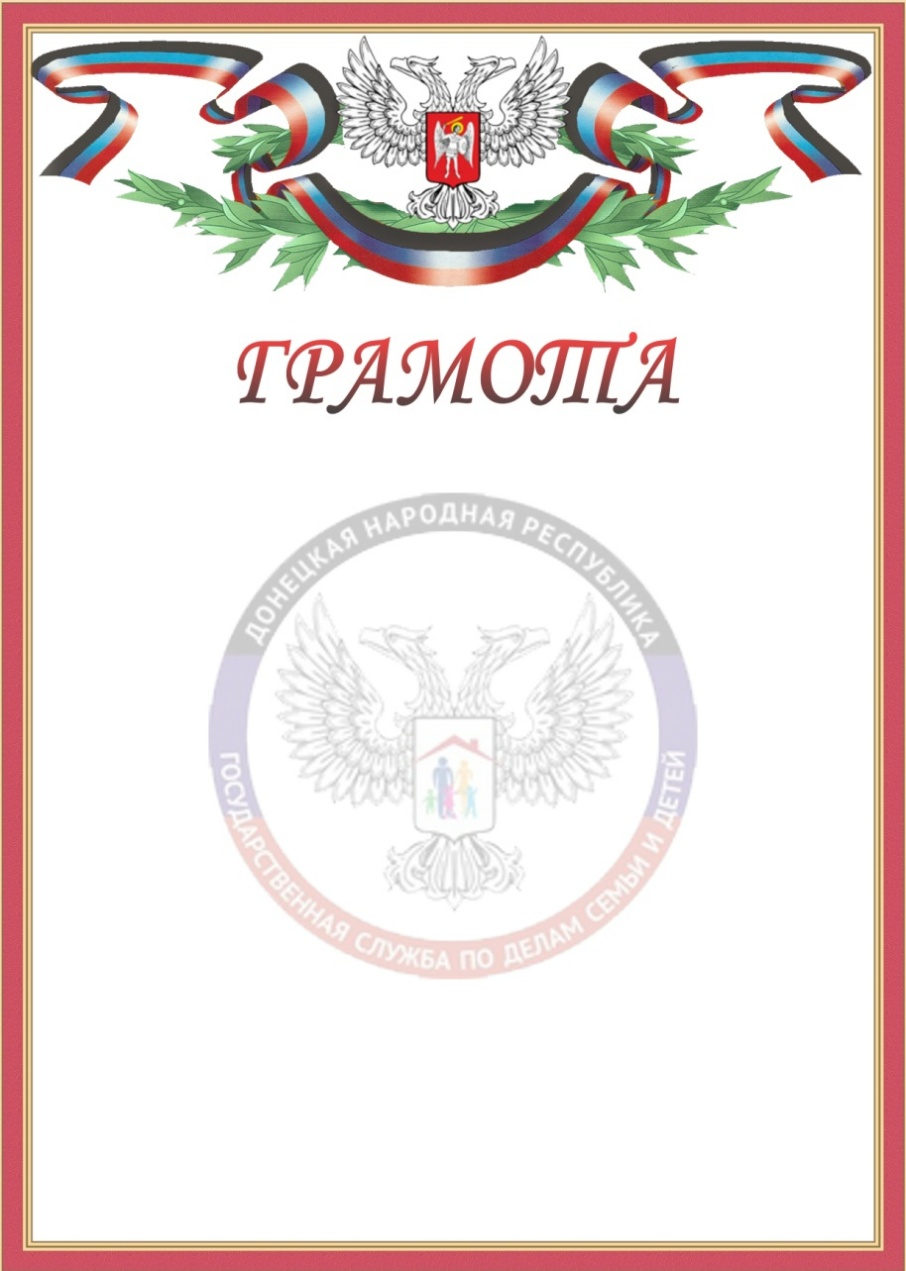 ГРАМОТА
ДОНЕЦКАЯ НАРОДНАЯ РЕСПУБЛИКА
ГОСУДАРСТВЕННАЯ СЛУЖБА ПО ДЕЛАМ СЕМЬИ И ДЕТЕЙ